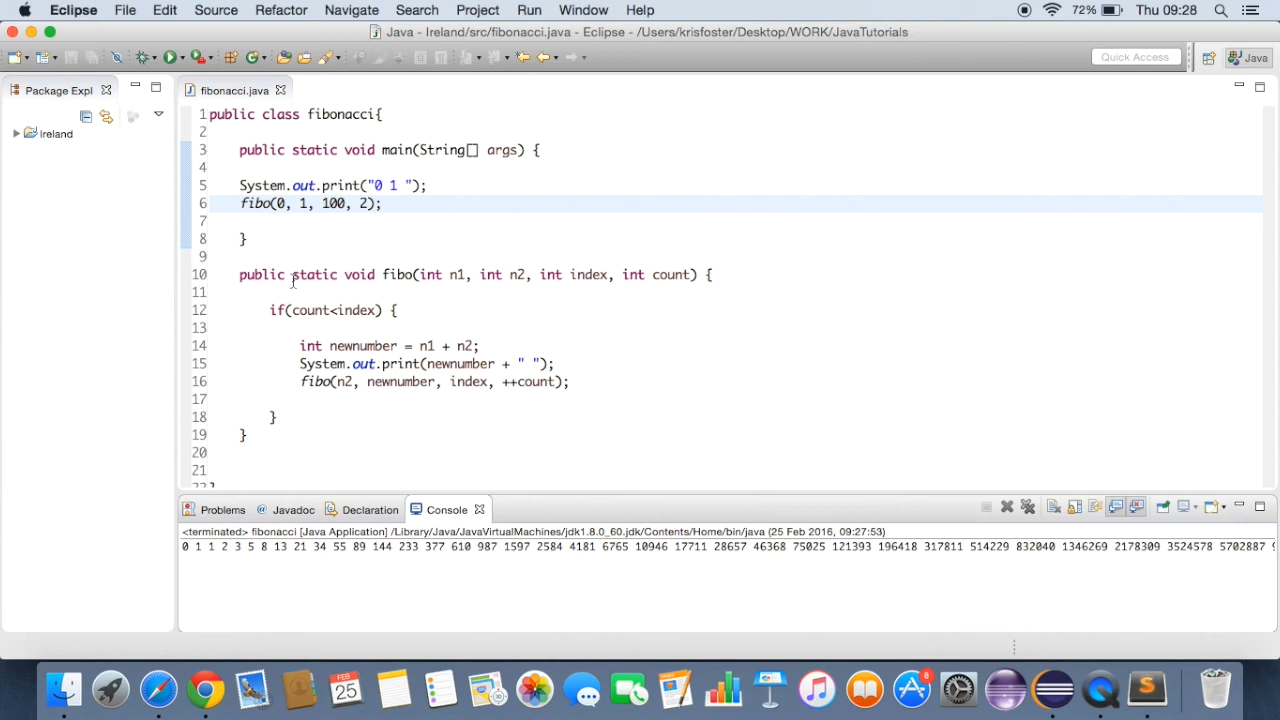 Eclipse File Edit Source Refactor Navigate Search Project Run Window Help 72% Thu 09:28
Java - Ireland/src/fibonacci.java - Eclipse - /Users/krisfoster/Desktop/WORK/JavaTutorials
Quick Access Java
Package Expl
fibonacci.java
Ireland
1 public class fibonacci{
2
3 public static void main(String[] args) {
4
5 System.out.print("0 1 ");
6 fibo(0, 1, 100, 2);
7
8 }
9
10 public static void fibo(int n1, int n2, int index, int count) {
11
12 if(count<index) {
13
14 int newnumber = n1 + n2;
15 System.out.print(newnumber + " ");
16 fibo(n2, newnumber, index, ++count);
17
18 }
19 }
20
21
22 }
Problems @ Javadoc Declaration Console
<terminated> fibonacci [Java Application] /Library/Java/JavaVirtualMachines/jdk1.8.0_60.jdk/Contents/Home/bin/java (25 Feb 2016, 09:27:53)
0 1 1 2 3 5 8 13 21 34 55 89 144 233 377 610 987 1597 2584 4181 6765 10946 17711 28657 46368 75025 121393 196418 317811 514229 832040 1346269 2178309 3524578 5702887
FEB
25
8